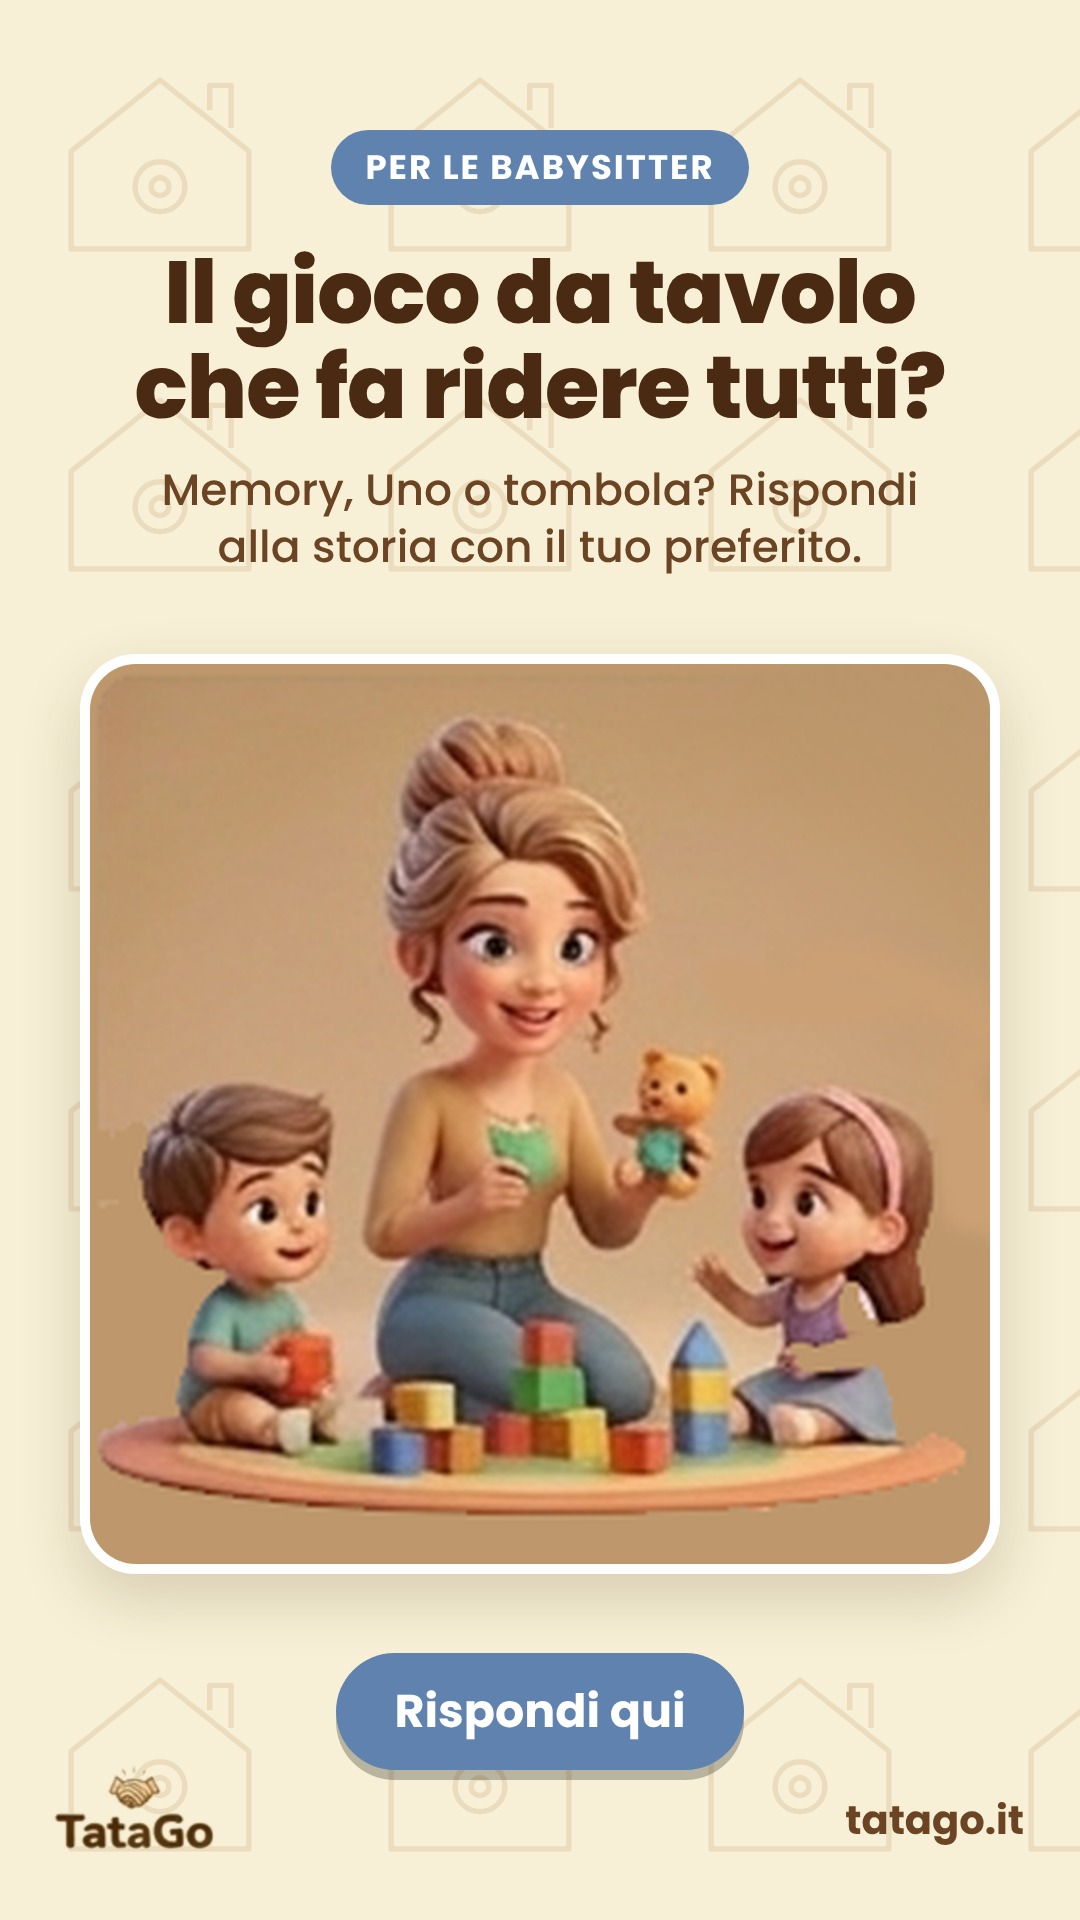 PER LE BABYSITTER
Il gioco da tavolo
che fa ridere tutti?
Memory, Uno o tombola? Rispondi
alla storia con il tuo preferito.
Rispondi qui
TataGo
tatago.it